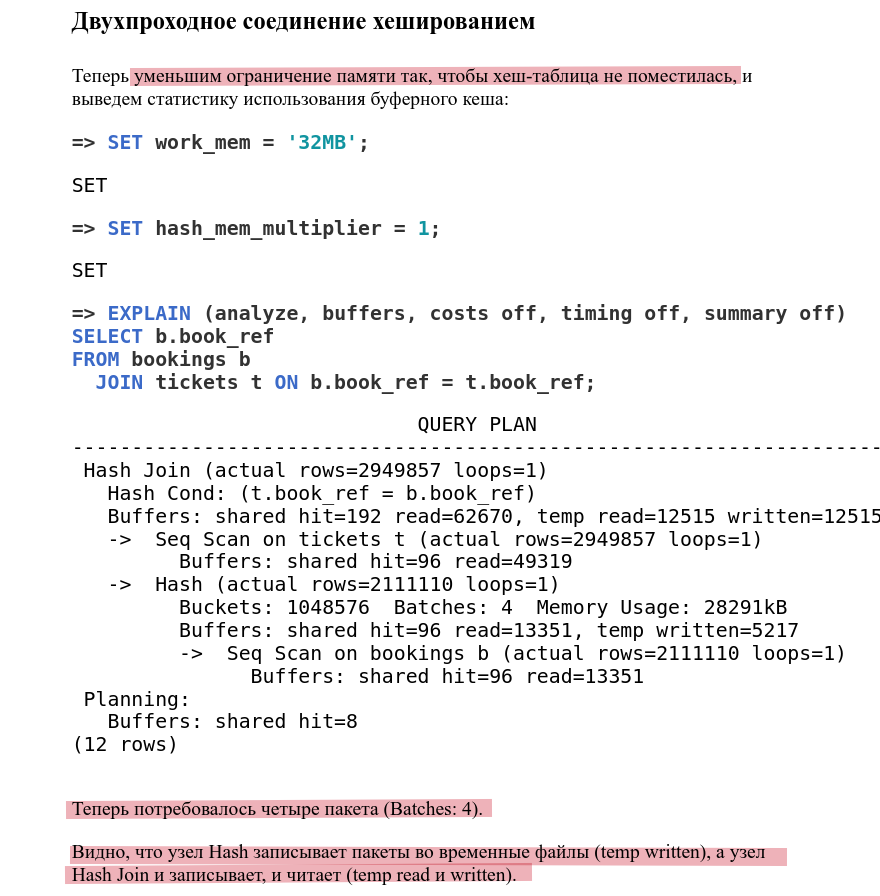 Двухпроходное соединение хешированием
Теперь уменьшим ограничение памяти так, чтобы хеш-таблица не поместилась, и
выведем статистику использования буферного кеша:
=> SET work_mem = '32MB';
SET
=> SET hash_mem_multiplier = 1;
SET
=> EXPLAIN (analyze, buffers, costs off, timing off, summary off)
SELECT b.book_ref
FROM bookings b
  JOIN tickets t ON b.book_ref = t.book_ref;
                             QUERY PLAN
--------------------------------------------------------------------
 Hash Join (actual rows=2949857 loops=1)
   Hash Cond: (t.book_ref = b.book_ref)
   Buffers: shared hit=192 read=62670, temp read=12515 written=12515
   ->  Seq Scan on tickets t (actual rows=2949857 loops=1)
         Buffers: shared hit=96 read=49319
   ->  Hash (actual rows=2111110 loops=1)
         Buckets: 1048576  Batches: 4  Memory Usage: 28291kB
         Buffers: shared hit=96 read=13351, temp written=5217
         ->  Seq Scan on bookings b (actual rows=2111110 loops=1)
               Buffers: shared hit=96 read=13351
 Planning:
   Buffers: shared hit=8
(12 rows)
Теперь потребовалось четыре пакета (Batches: 4).
Видно, что узел Hash записывает пакеты во временные файлы (temp written), а узел
Hash Join и записывает, и читает (temp read и written).